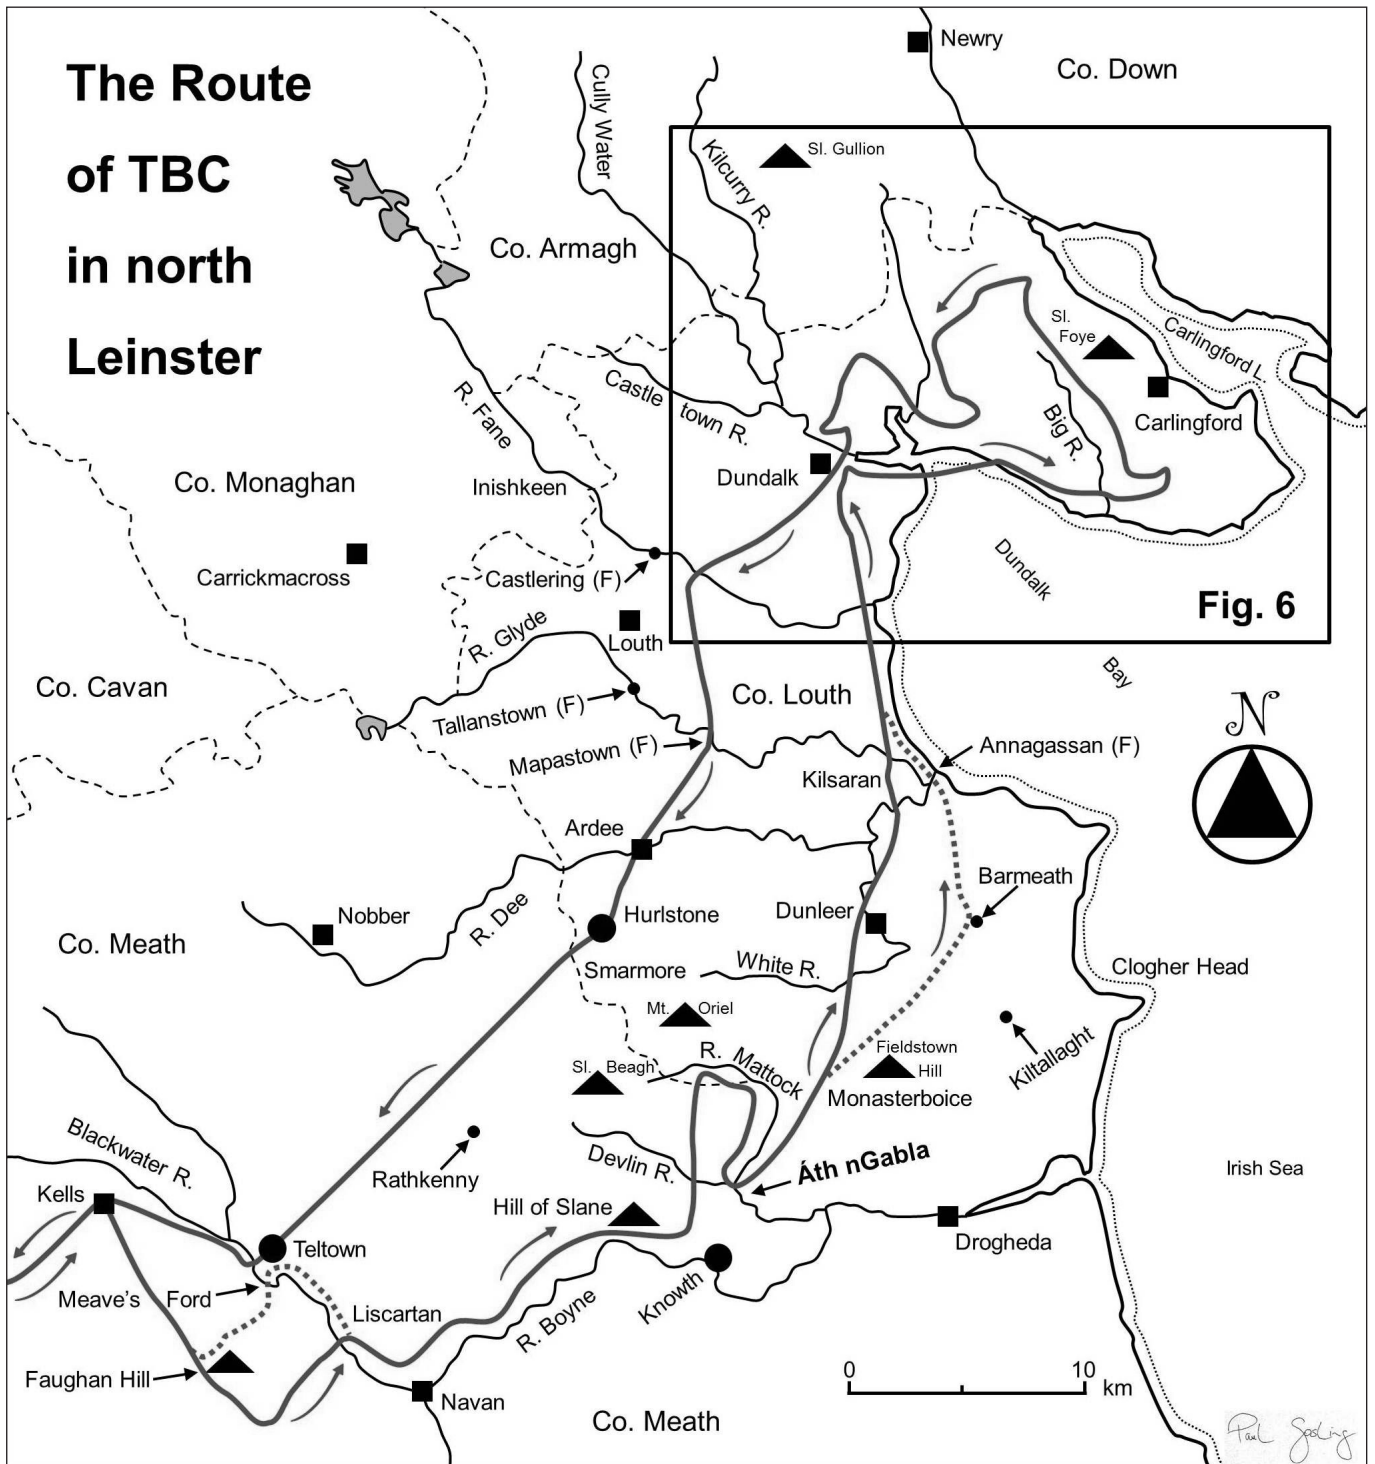 The Route
of TBC
in north
Leinster
Newry
Co. Down
Cully Water
Kilcurry R.
Sl. Gullion
Co. Armagh
Sl.
Foye
Carlingford L.
Carlingford
Castle town R.
R. Fane
Big R.
Dundalk
Inishkeen
Co. Monaghan
Carrickmacross
Castlering (F)
Dundalk
Bay
Fig. 6
Louth
R. Glyde
Co. Cavan
Tallanstown (F)
Co. Louth
Mapastown (F)
Annagassan (F)
N
Kilsaran
Ardee
Barmeath
Nobber
R. Dee
Hurlstone
Dunleer
Co. Meath
Smarmore
White R.
Clogher Head
Mt. Oriel
Kiltallaght
Sl. Beagh
R. Mattock
Fieldstown
Hill
Monasterboice
Blackwater R.
Rathkenny
Devlin R.
Áth nGabla
Irish Sea
Kells
Hill of Slane
Drogheda
Teltown
Meave's Ford
Liscartan
R. Boyne
Knowth
Faughan Hill
Navan
Co. Meath
0 10
km
Paul Gosling